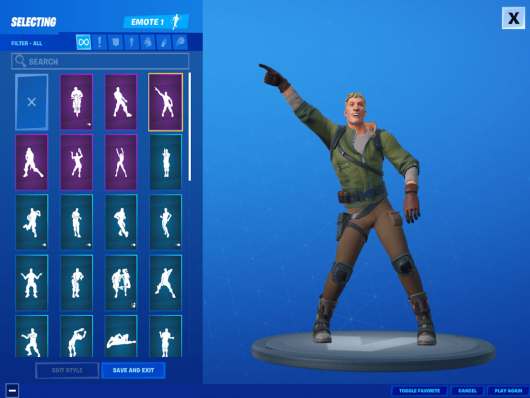 SELECTING
EMOTE 1
FILTER - ALL
SEARCH
EDIT STYLE
SAVE AND EXIT
X
TOGGLE FAVORITE
CANCEL
PLAY AGAIN